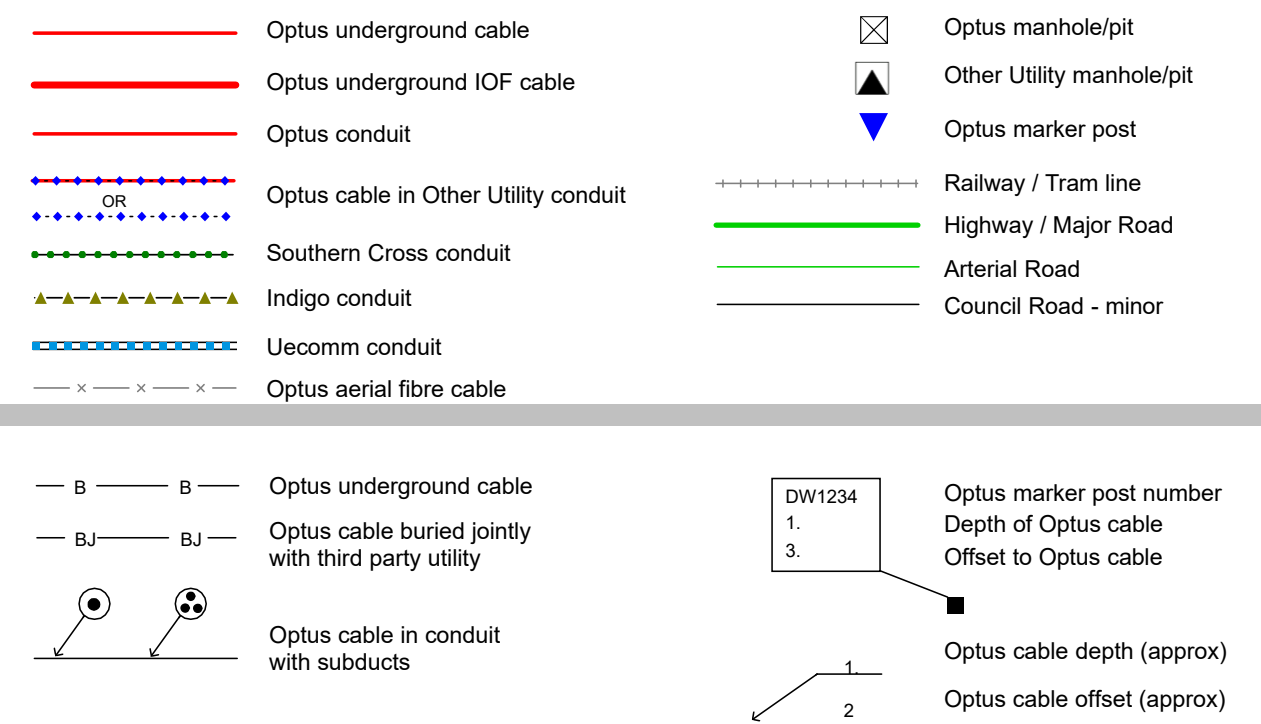 Optus underground cable
Optus underground IOF cable
Optus conduit
OR
Optus cable in Other Utility conduit
Southern Cross conduit
Indigo conduit
Uecomm conduit
Optus aerial fibre cable
Optus manhole/pit
Other Utility manhole/pit
Optus marker post
Railway / Tram line
Highway / Major Road
Arterial Road
Council Road - minor
B B
Optus underground cable
BJ BJ
Optus cable buried jointly
with third party utility
Optus cable in conduit
with subducts
DW1234
1.
3.
Optus marker post number
Depth of Optus cable
Offset to Optus cable
1.
2
Optus cable depth (approx)
Optus cable offset (approx)